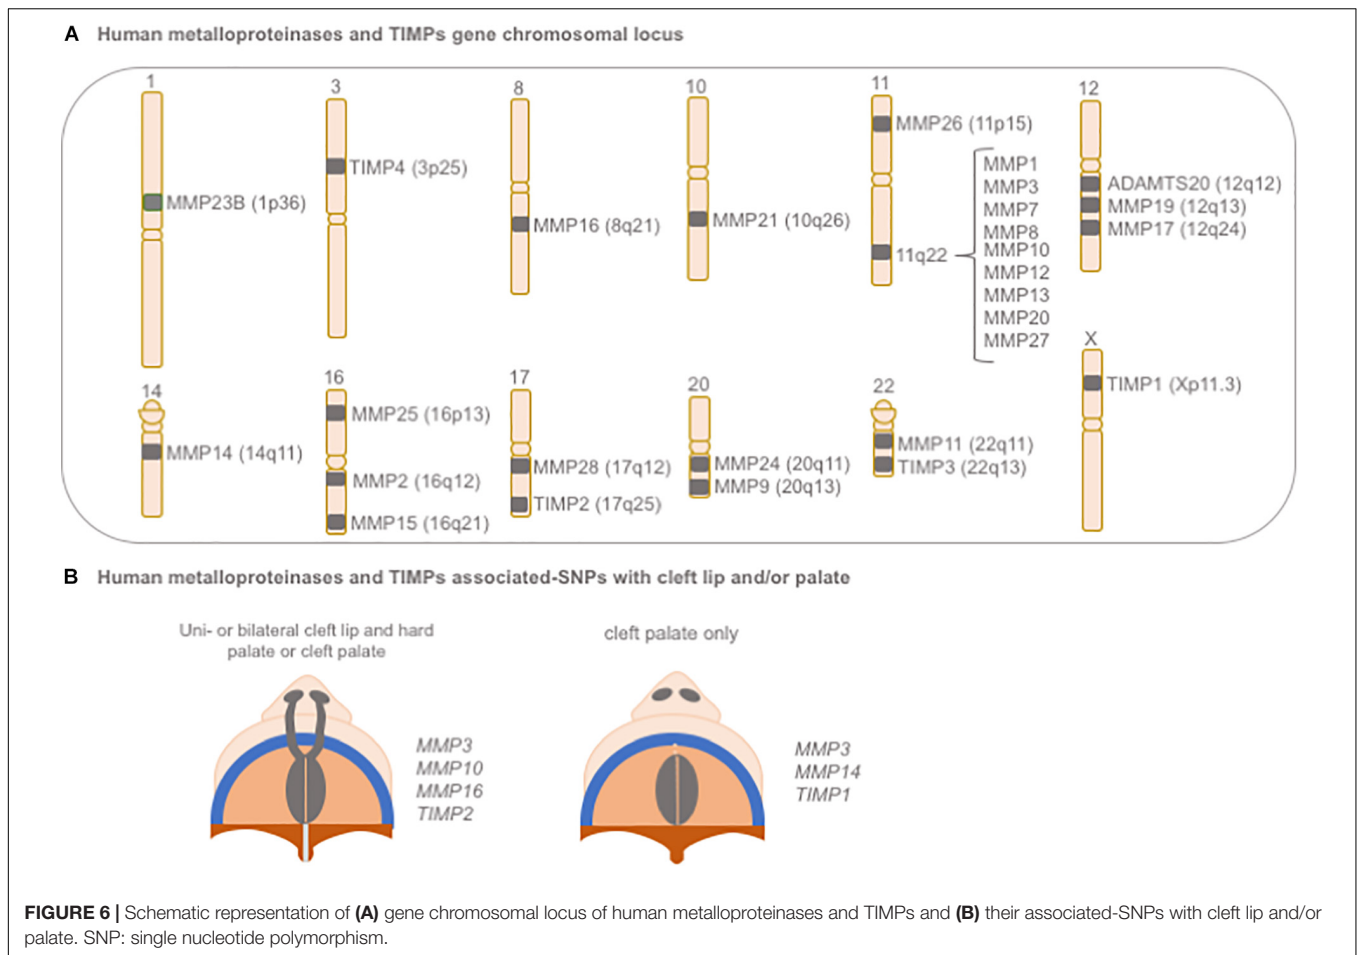 A Human metalloproteinases and TIMPs gene chromosomal locus
1
3
8
10
11
12
MMP23B (1p36)
TIMP4 (3p25)
MMP16 (8q21)
MMP21 (10q26)
MMP26 (11p15)
11q22
MMP1
MMP3
MMP7
MMP8
MMP10
MMP12
MMP13
MMP20
MMP27
ADAMTS20 (12q12)
MMP19 (12q13)
MMP17 (12q24)
14
16
17
20
22
X
MMP14 (14q11)
MMP25 (16p13)
MMP2 (16q12)
MMP15 (16q21)
MMP28 (17q12)
TIMP2 (17q25)
MMP24 (20q11)
MMP9 (20q13)
MMP11 (22q11)
TIMP3 (22q13)
TIMP1 (Xp11.3)
B Human metalloproteinases and TIMPs associated-SNPs with cleft lip and/or palate
Uni- or bilateral cleft lip and hard
palate or cleft palate
MMP3
MMP10
MMP16
TIMP2
cleft palate only
MMP3
MMP14
TIMP1
FIGURE 6 | Schematic representation of (A) gene chromosomal locus of human metalloproteinases and TIMPs and (B) their associated-SNPs with cleft lip and/or
palate. SNP: single nucleotide polymorphism.